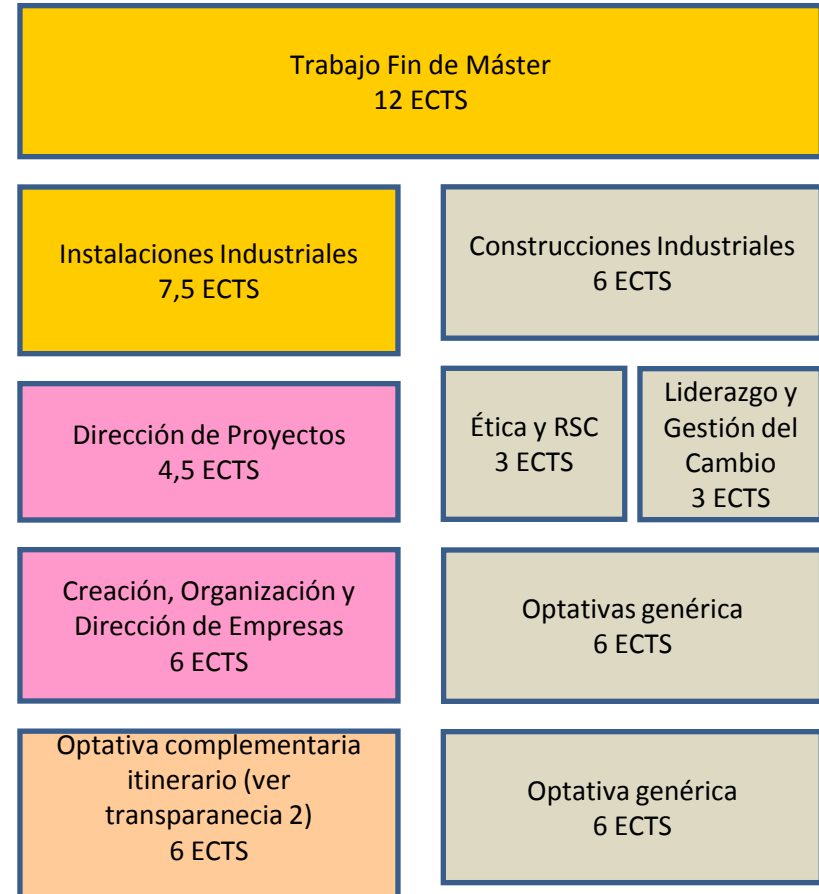 Trabajo Fin de Máster
12 ECTS
Instalaciones Industriales
7,5 ECTS
Construcciones Industriales
6 ECTS
Dirección de Proyectos
4,5 ECTS
Ética y RSC
3 ECTS
Liderazgo y
Gestión del
Cambio
3 ECTS
Creación, Organización y
Dirección de Empresas
6 ECTS
Optativas genérica
6 ECTS
Optativa complementaria
itinerario (ver
transparanecia 2)
6 ECTS
Optativa genérica
6 ECTS